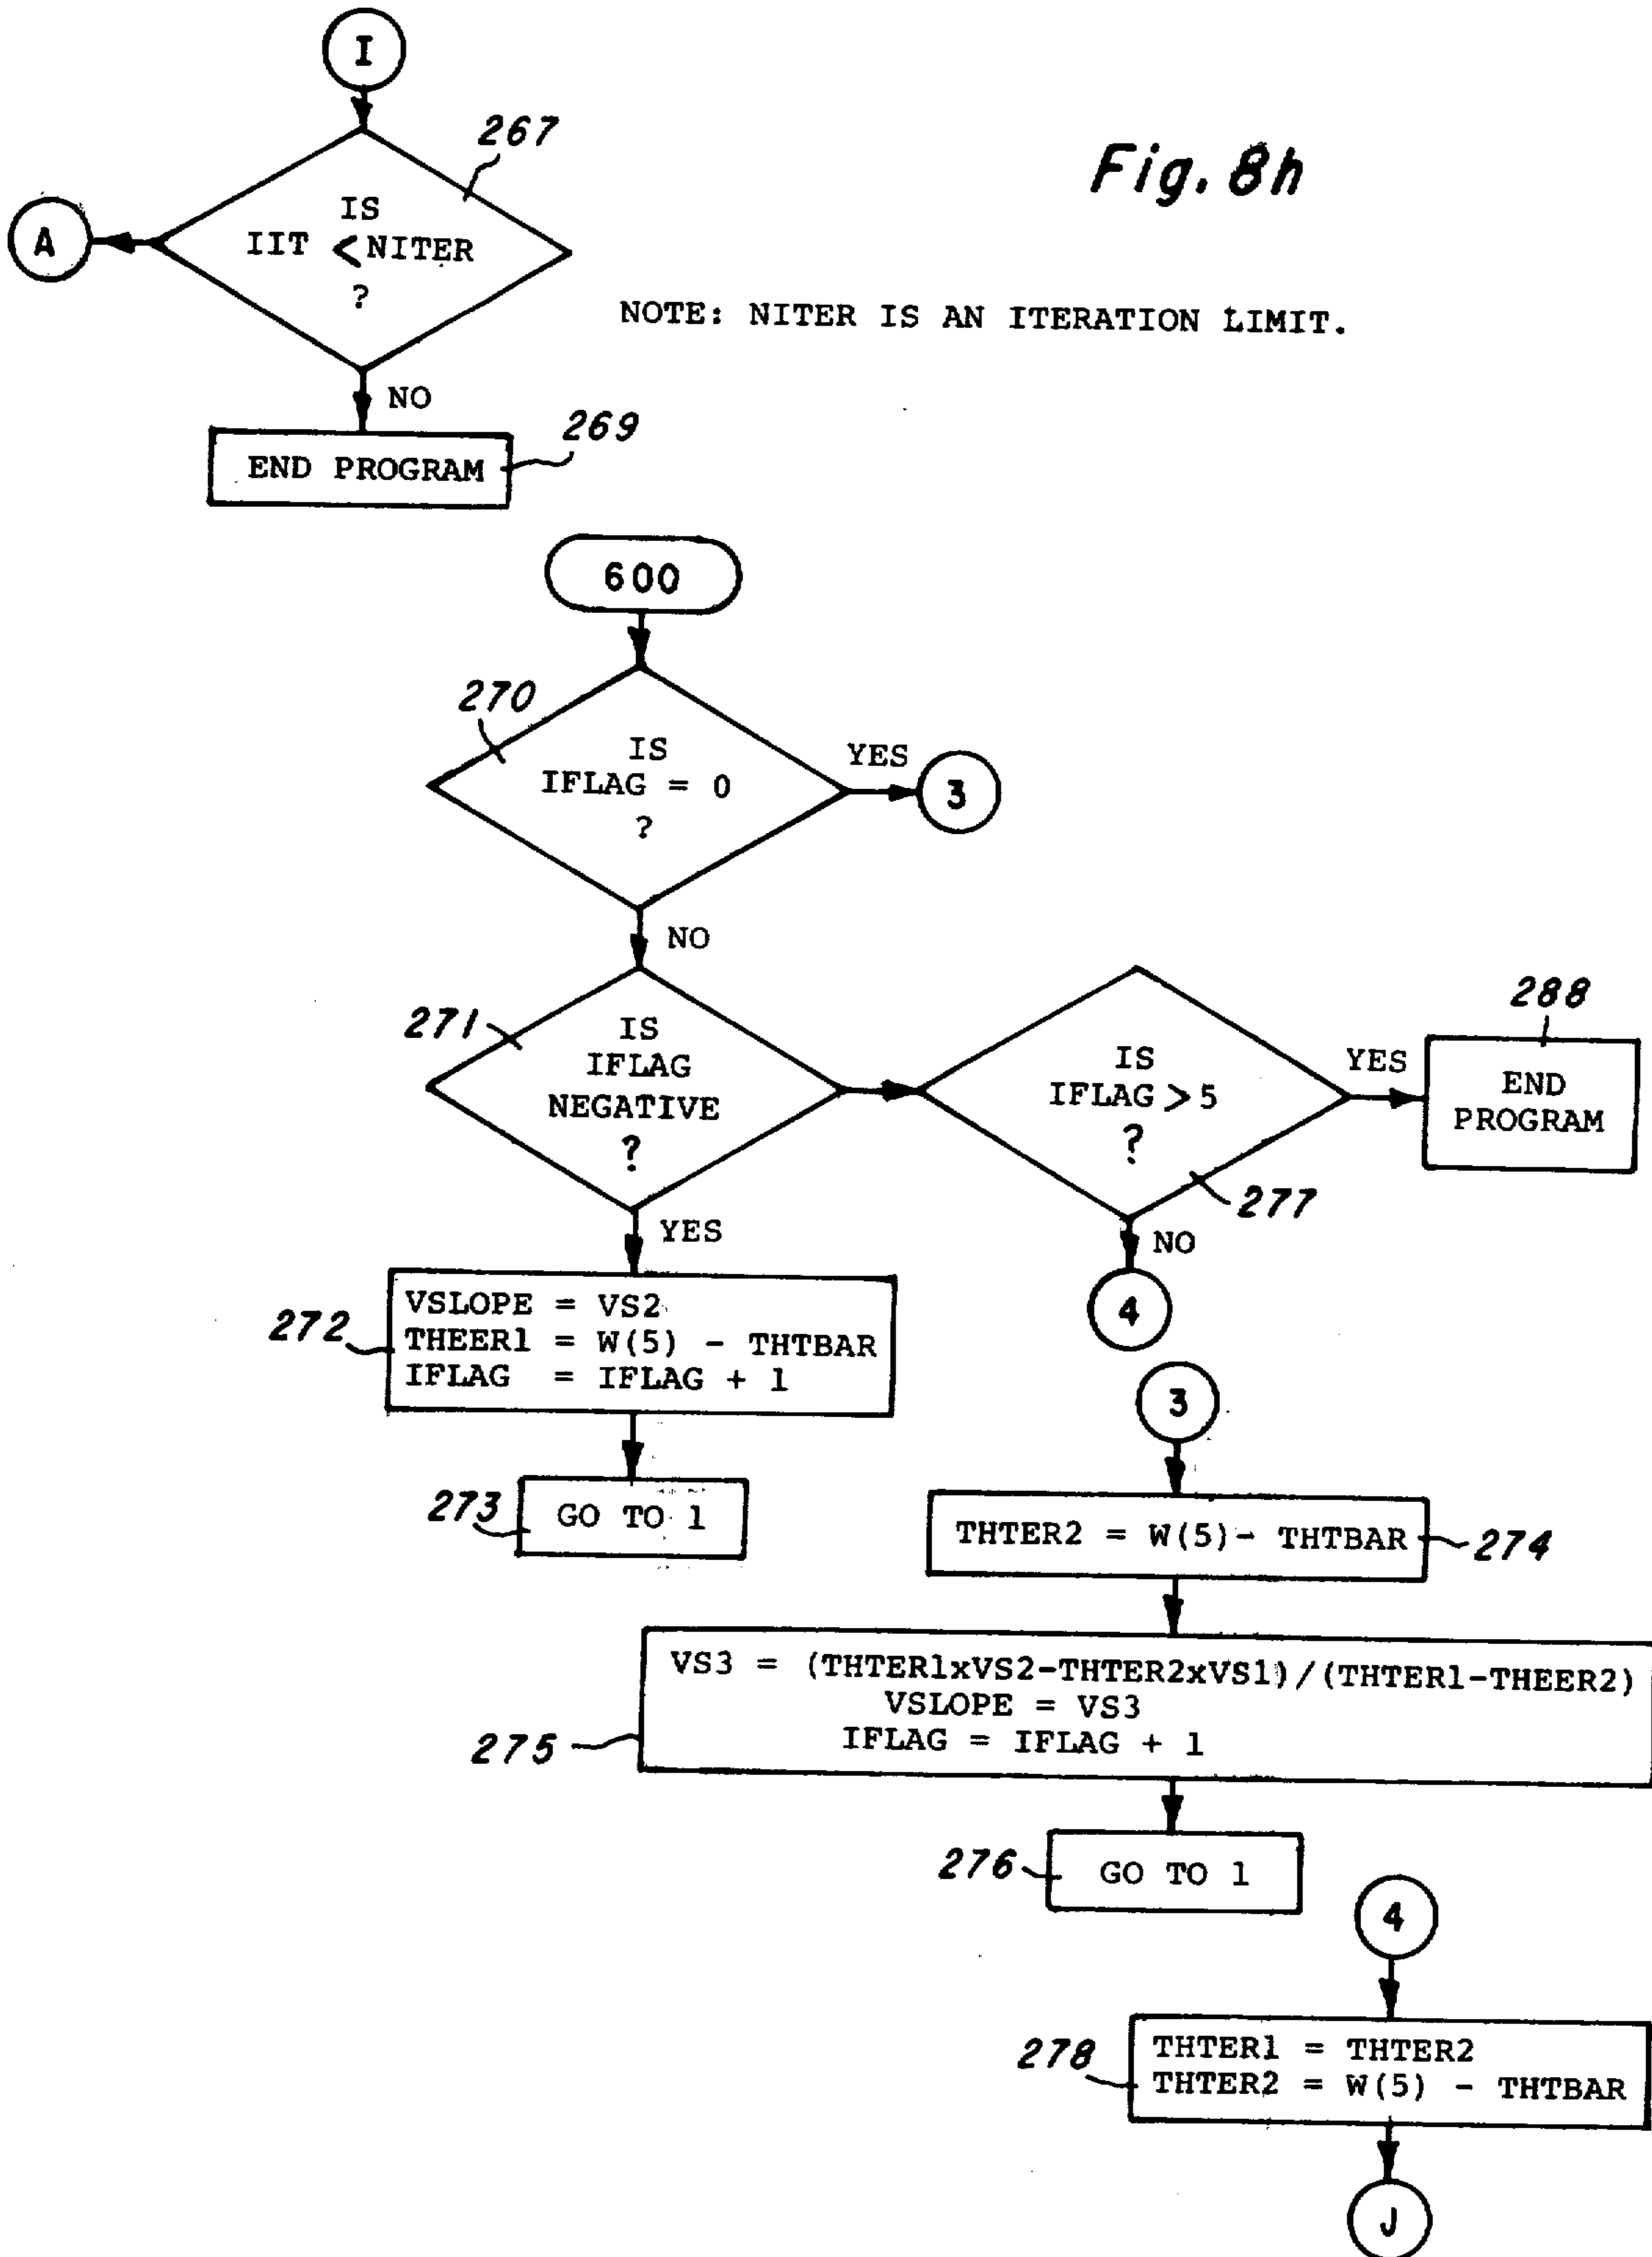 I
267
Fig. 8h
A
IS
IIT < NITER
?
NOTE: NITER IS AN ITERATION LIMIT.
NO
269
END PROGRAM
600
270
IS
IFLAG = 0
?
YES
3
NO
271
IS
IFLAG
NEGATIVE
?
IS
IFLAG > 5
?
YES
288
END
PROGRAM
277
YES
NO
4
272
VSLOPE = VS2
THEER1 = W(5) - THTBAR
IFLAG = IFLAG + 1
3
273
GO TO 1
THTER2 = W(5)- THTBAR
274
VS3 = (THTER1xVS2-THTER2xVS1)/(THTER1-THEER2)
VSLOPE = VS3
IFLAG = IFLAG + 1
275
276
GO TO 1
4
278
THTER1 = THTER2
THTER2 = W(5) - THTBAR
J